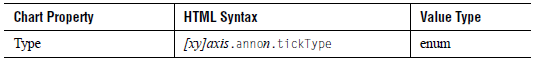 Chart Property HTML Syntax Value Type
Type [xy]axis.annon.tickType enum